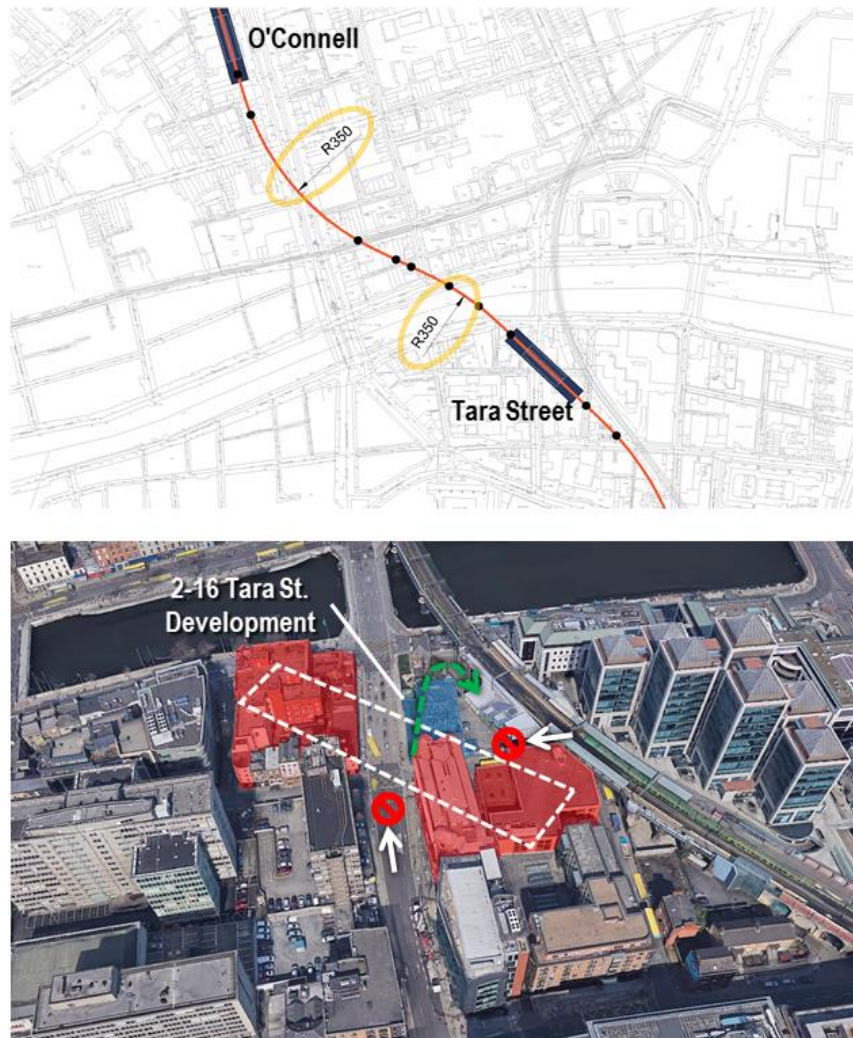 O'Connell
R350
R350
Tara Street
2-16 Tara St.
Development